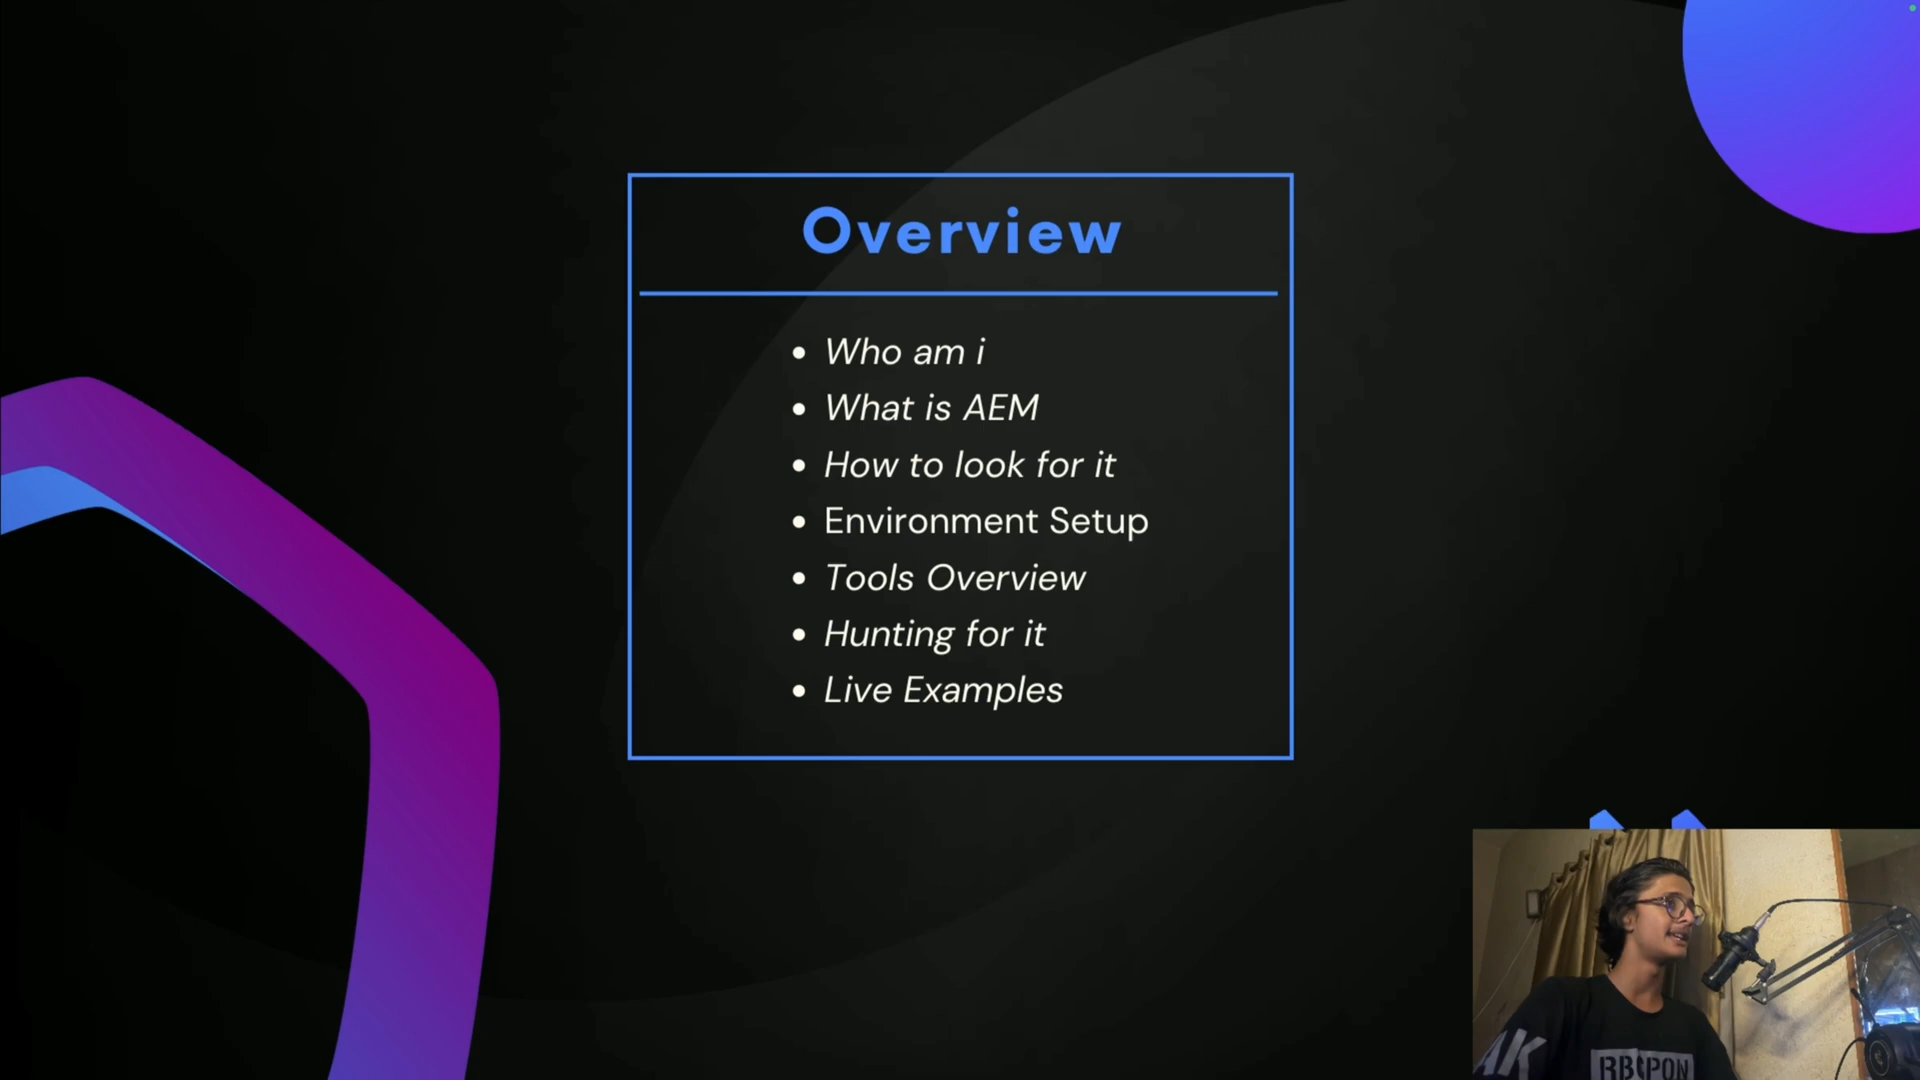 Overview
Who am i
What is AEM
How to look for it
Environment Setup
Tools Overview
Hunting for it
Live Examples